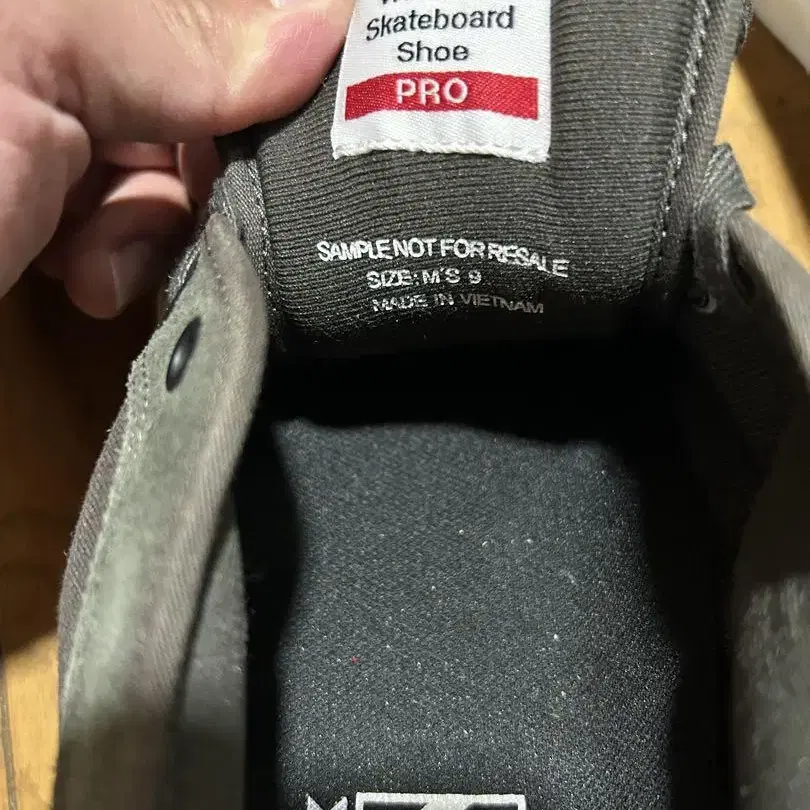 Skateboard
Shoe
PRO
SAMPLE NOT FOR RESALE
SIZE: M'S 9
MADE IN VIETNAM